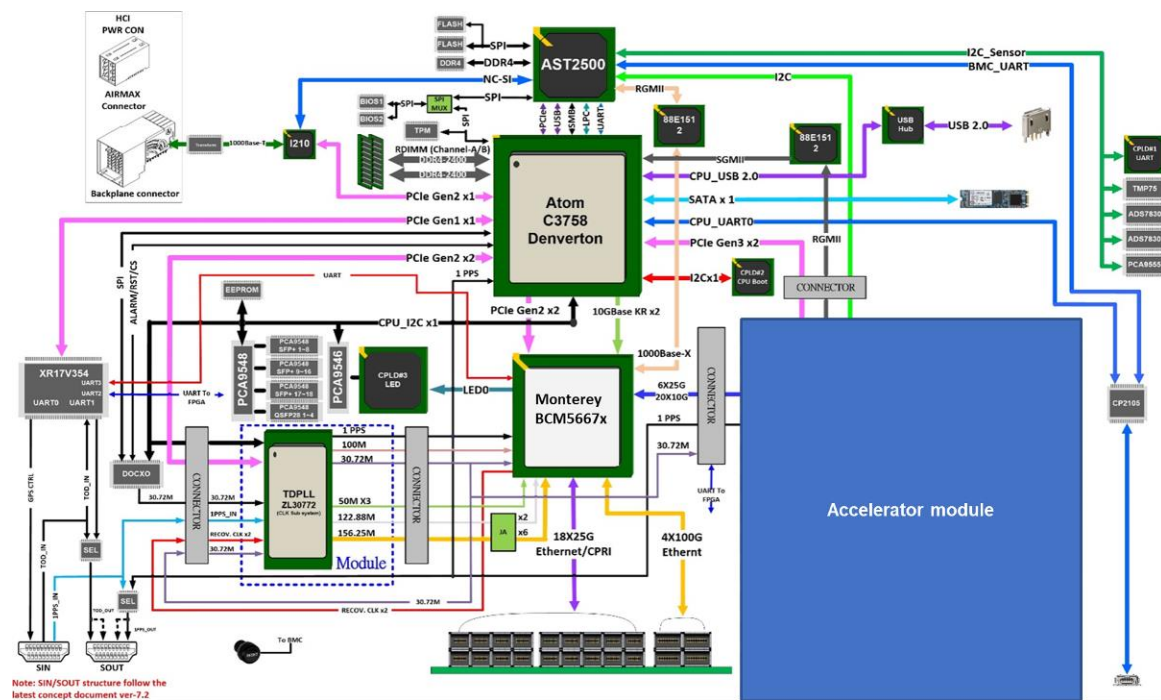 HCI
PWR CON
AIRMAX
Connector
Backplane connector
Transform
1000Base-T
I210
FLASH
FLASH
DDR4
SPI
DDR4
NC-SI
AST2500
I2C_Sensor
BMC_UART
I2C
RGMII
BIOS1
BIOS2
SPI
SPI
MUX
SPI
SPI
TPM
PCIe
USB
SMB
LPC
UART
88E151
2
88E151
2
USB
Hub
USB 2.0
CPLD#1
UART
TMP75
ADS7830
ADS7830
PCA9555
RDIMM (Channel-A/B)
DDR4-2400
DDR4-2400
SGMII
CPU_USB 2.0
SATA x 1
CPU_UART0
PCIe Gen3 x2
RGMII
PCIe Gen2 x1
PCIe Gen1 x1
PCIe Gen2 x2
Atom
C3758
Denverton
SPI
ALARM/RST/CS
UART
1 PPS
I2Cx1
CPLD#2
CPU Boot
CONNECTOR
EEPROM
CPU_I2C x1
PCIe Gen2 x2
10GBase KR x2
XR17V354
UART3
UART2
UART0
UART1
UART To
FPGA
PCA9548
PCA9548
SFP+ 1~8
PCA9548
SFP+ 9~16
PCA9548
SFP+ 17~18
PCA9548
QSFP28 1~4
PCA9546
CPLD#3
LED
LED0
Monterey
BCM5667x
1000Base-X
6X25G
20X10G
1 PPS
30.72M
CONNECTOR
UART To
FPGA
CP2105
Accelerator module
GPS CTRL
TOD_IN
TOD_IN
DOCXO
30.72M
CONNECTOR
30.72M
1PPS_IN
RECOV. CLK x2
30.72M
TDPLL
ZL30772
(CLK Sub system)
Module
1 PPS
100M
30.72M
50M X3
122.88M
156.25M
CONNECTOR
JA
x2
x6
18X25G
Ethernet/CPRI
4X100G
Ethernt
30.72M
RECOV. CLK x2
SEL
SEL
1PPS_IN
TOD_OUT
1PPS_OUT
SIN
SOUT
To BMC
Note: SIN/SOUT structure follow the
latest concept document ver-7.2